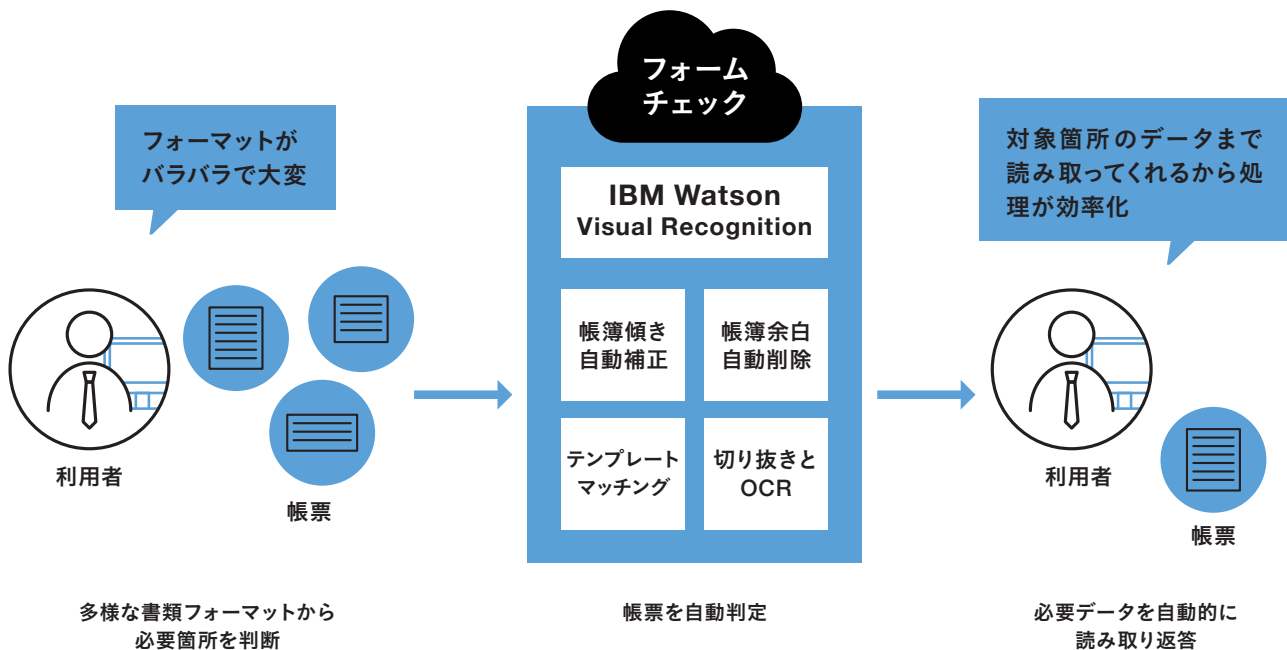 フォーマットが
バラバラで大変
利用者
帳票
多様な書類フォーマットから
必要箇所を判断
フォーム
チェック
IBM Watson
Visual Recognition
帳簿傾き
自動補正
帳簿余白
自動削除
テンプレート
マッチング
切り抜きと
OCR
帳票を自動判定
対象箇所のデータまで
読み取ってくれるから処
理が効率化
利用者
帳票
必要データを自動的に
読み取り返答